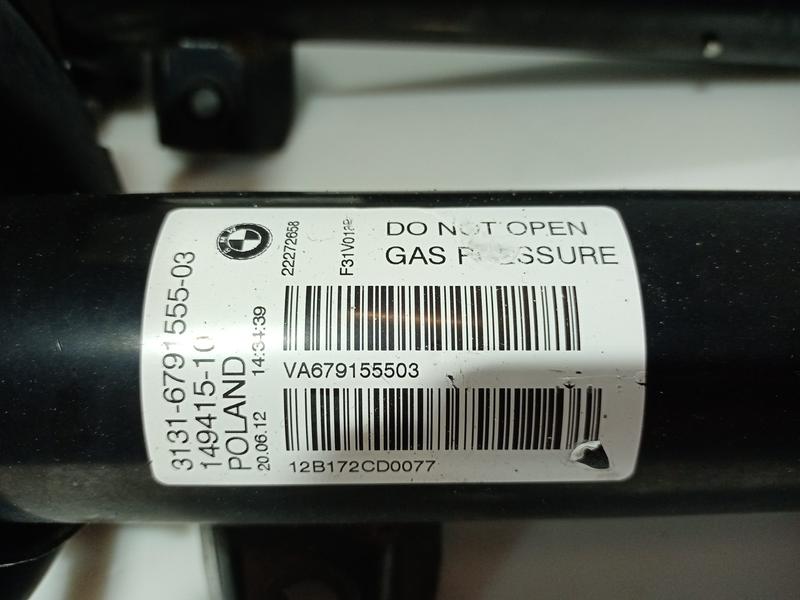 3131-6791555-03
149415-10
POLAND
20.06.12 14:34:39
BMW
22272658
DO NOT OPEN
GAS PRESSURE
VA679155503
12B172CD0077